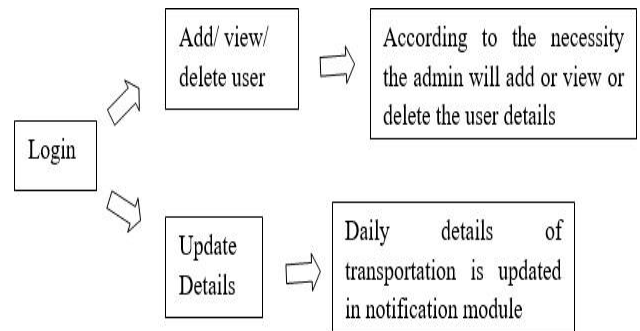 Add/ view/
delete user
According to the necessity
the admin will add or view or
delete the user details
Login
Update
Details
Daily details of
transportation is updated
in notification module